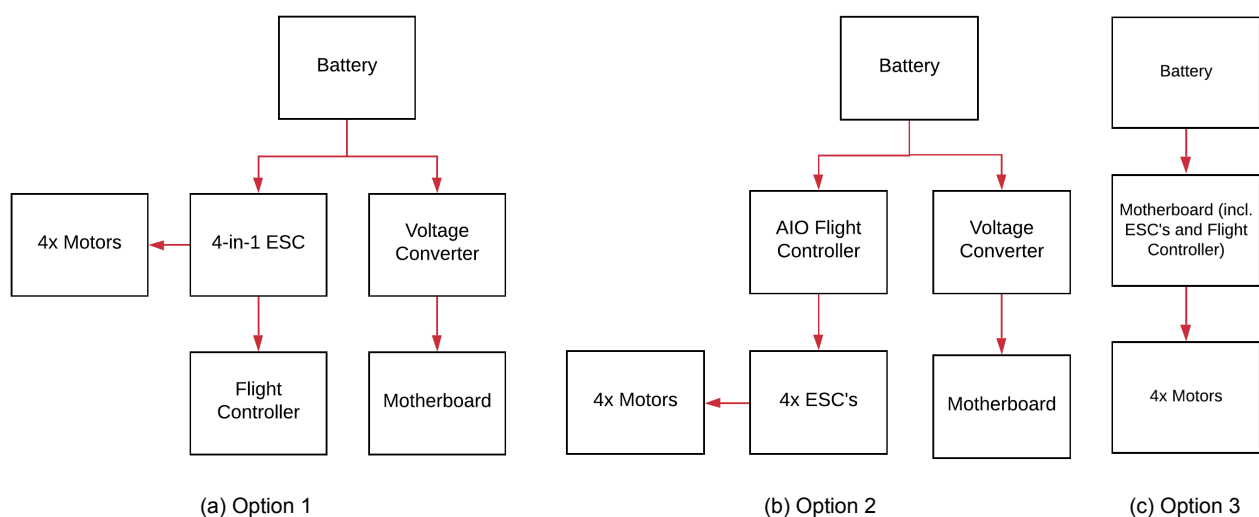 Battery
4x Motors
4-in-1 ESC
Voltage
Converter
Flight
Controller
Motherboard
(a) Option 1
Battery
AIO Flight
Controller
Voltage
Converter
4x Motors
4x ESC's
Motherboard
(b) Option 2
Battery
Motherboard (incl.
ESC's and Flight
Controller)
4x Motors
(c) Option 3